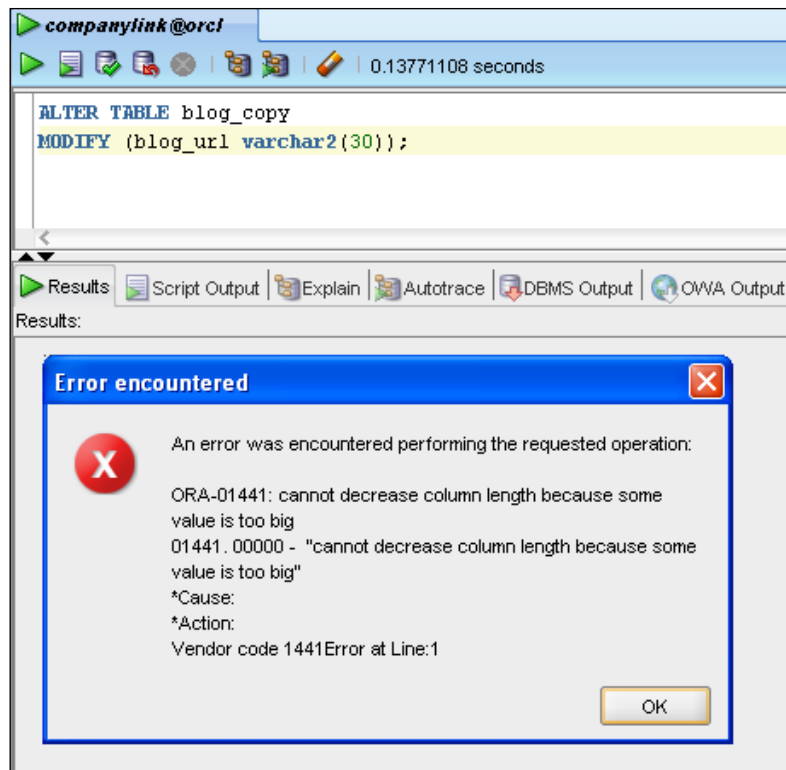 companylink@orcl
0.13771108 seconds
ALTER TABLE blog_copy
MODIFY (blog_url varchar2(30));
Results Script Output Explain Autotrace DBMS Output OWA Output
Results:
Error encountered
An error was encountered performing the requested operation:
ORA-01441: cannot decrease column length because some
value is too big
01441. 00000 - "cannot decrease column length because some
value is too big"
*Cause:
*Action:
Vendor code 1441Error at Line:1
OK